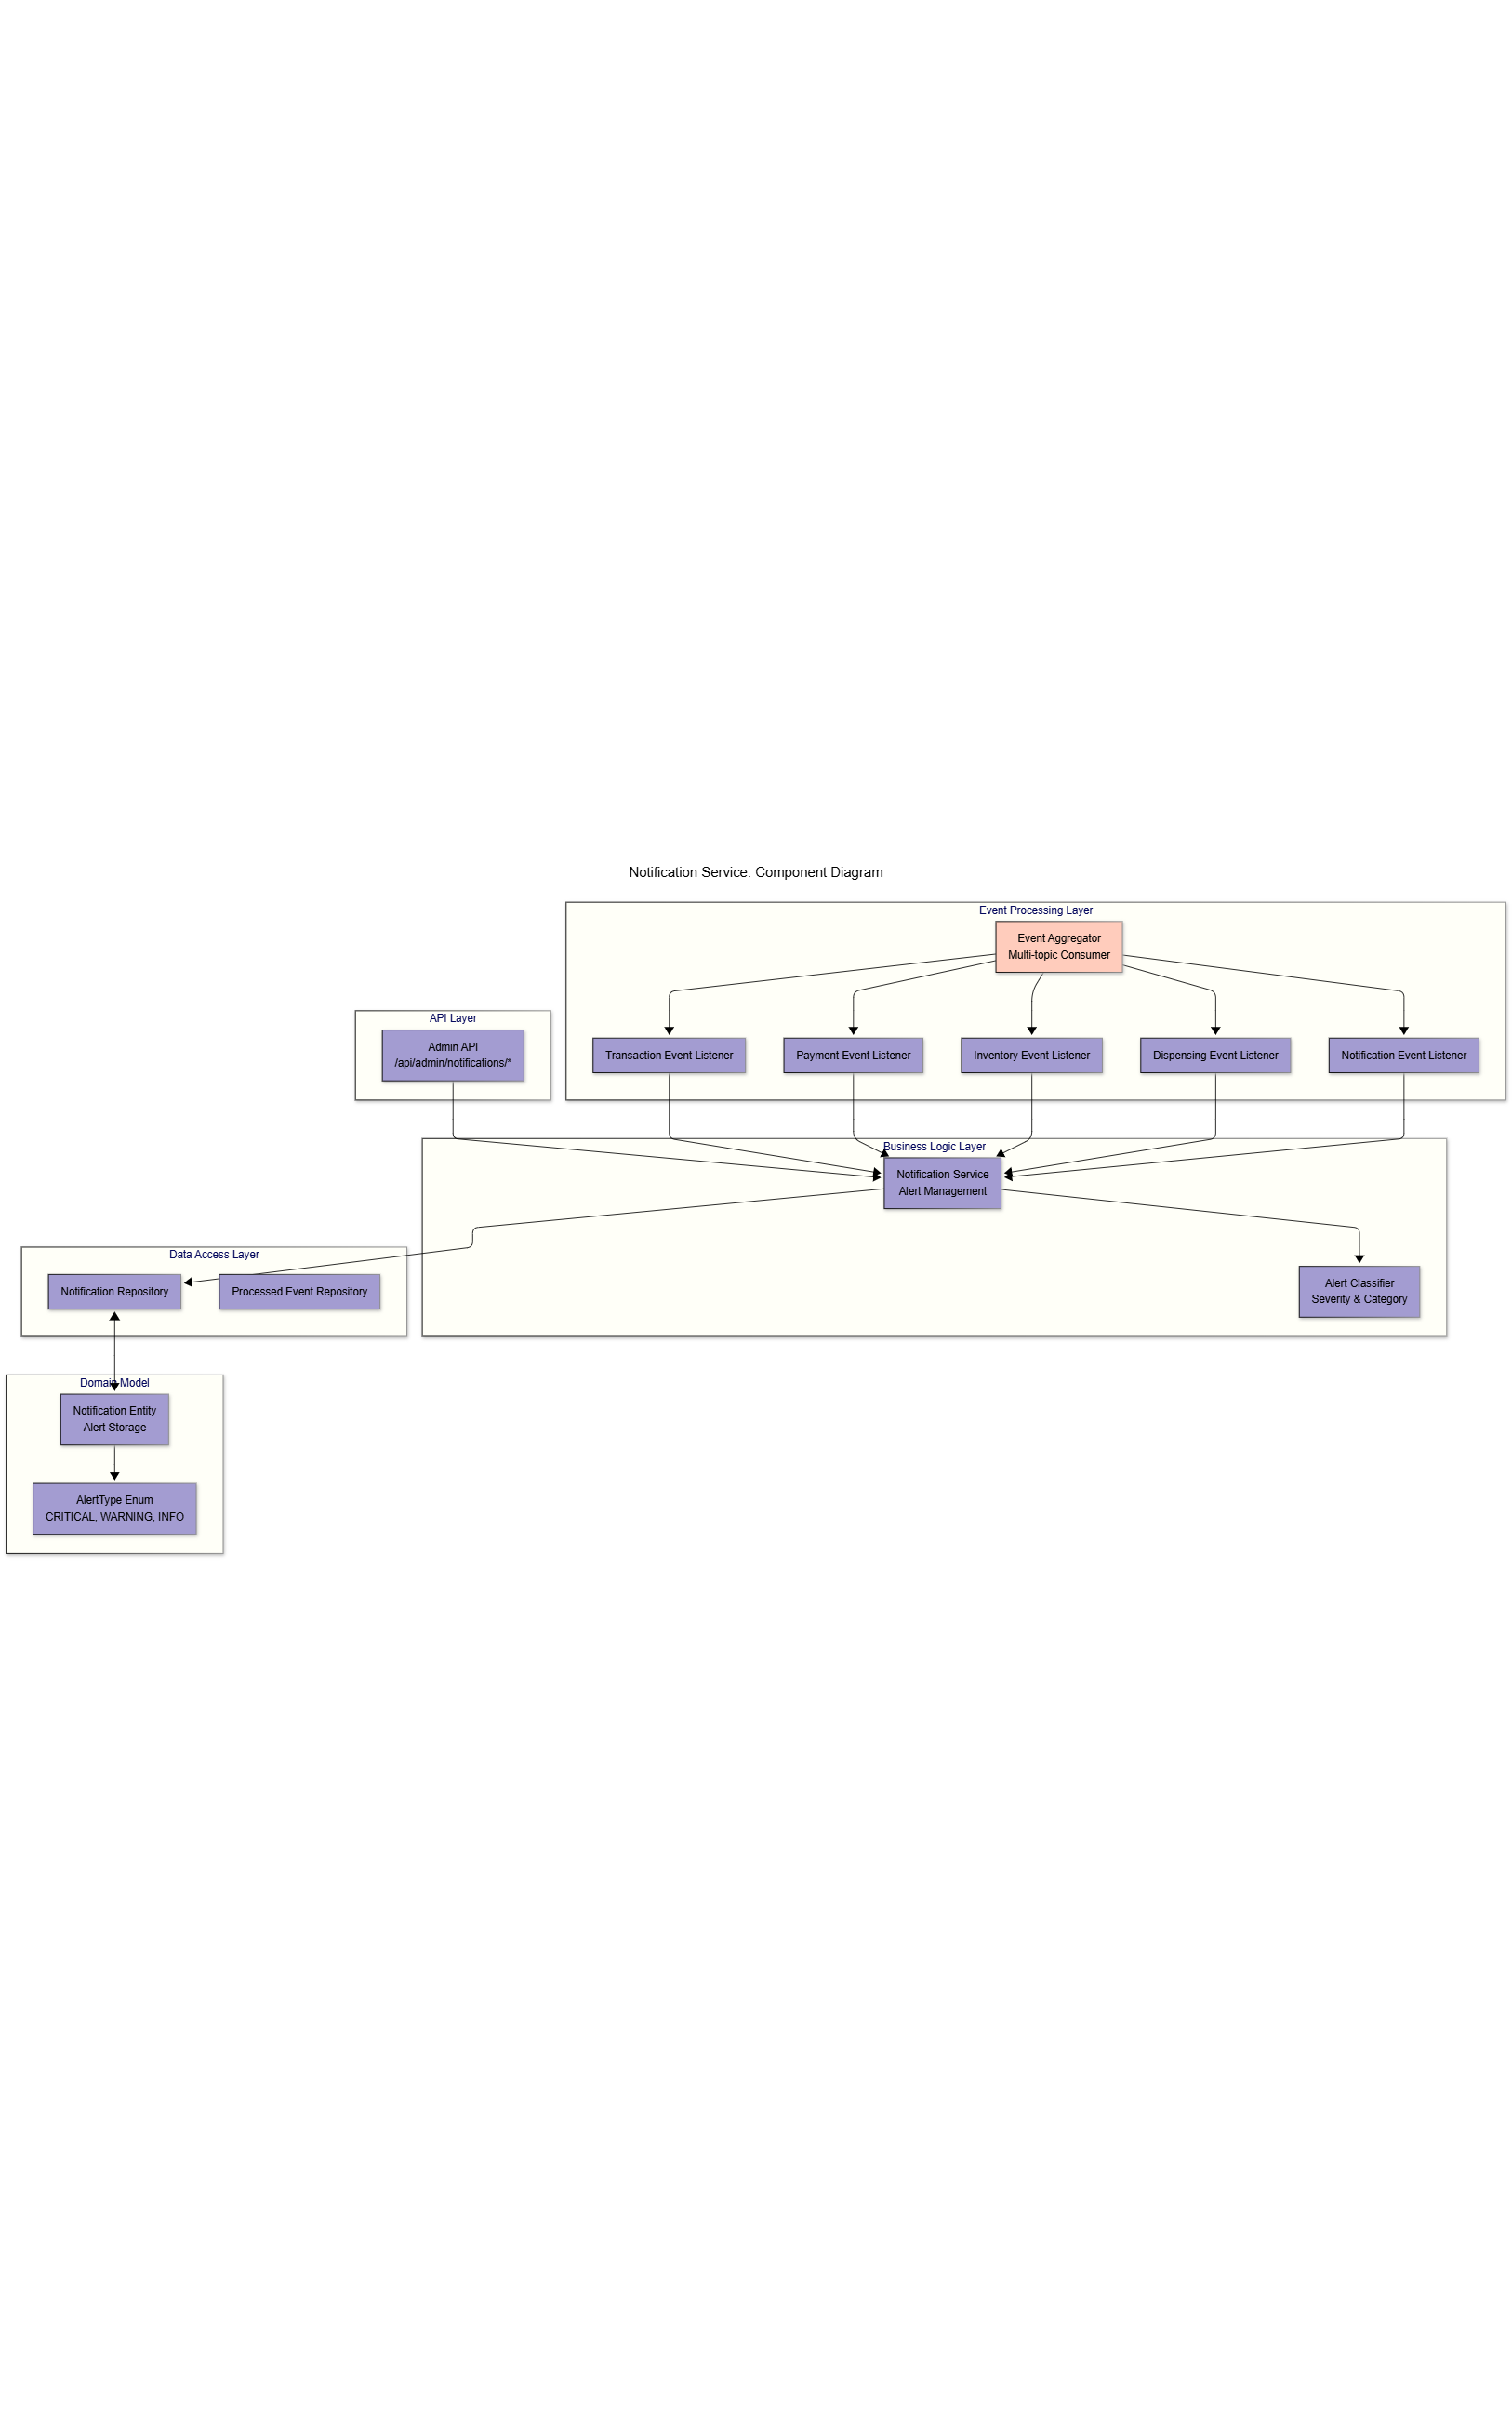 Notification Service: Component Diagram
Event Processing Layer
Event Aggregator
Multi-topic Consumer
API Layer
Admin API
/api/admin/notifications/*
Transaction Event Listener
Payment Event Listener
Inventory Event Listener
Dispensing Event Listener
Notification Event Listener
Business Logic Layer
Notification Service
Alert Management
Data Access Layer
Notification Repository
Processed Event Repository
Alert Classifier
Severity & Category
Domain Model
Notification Entity
Alert Storage
AlertType Enum
CRITICAL, WARNING, INFO